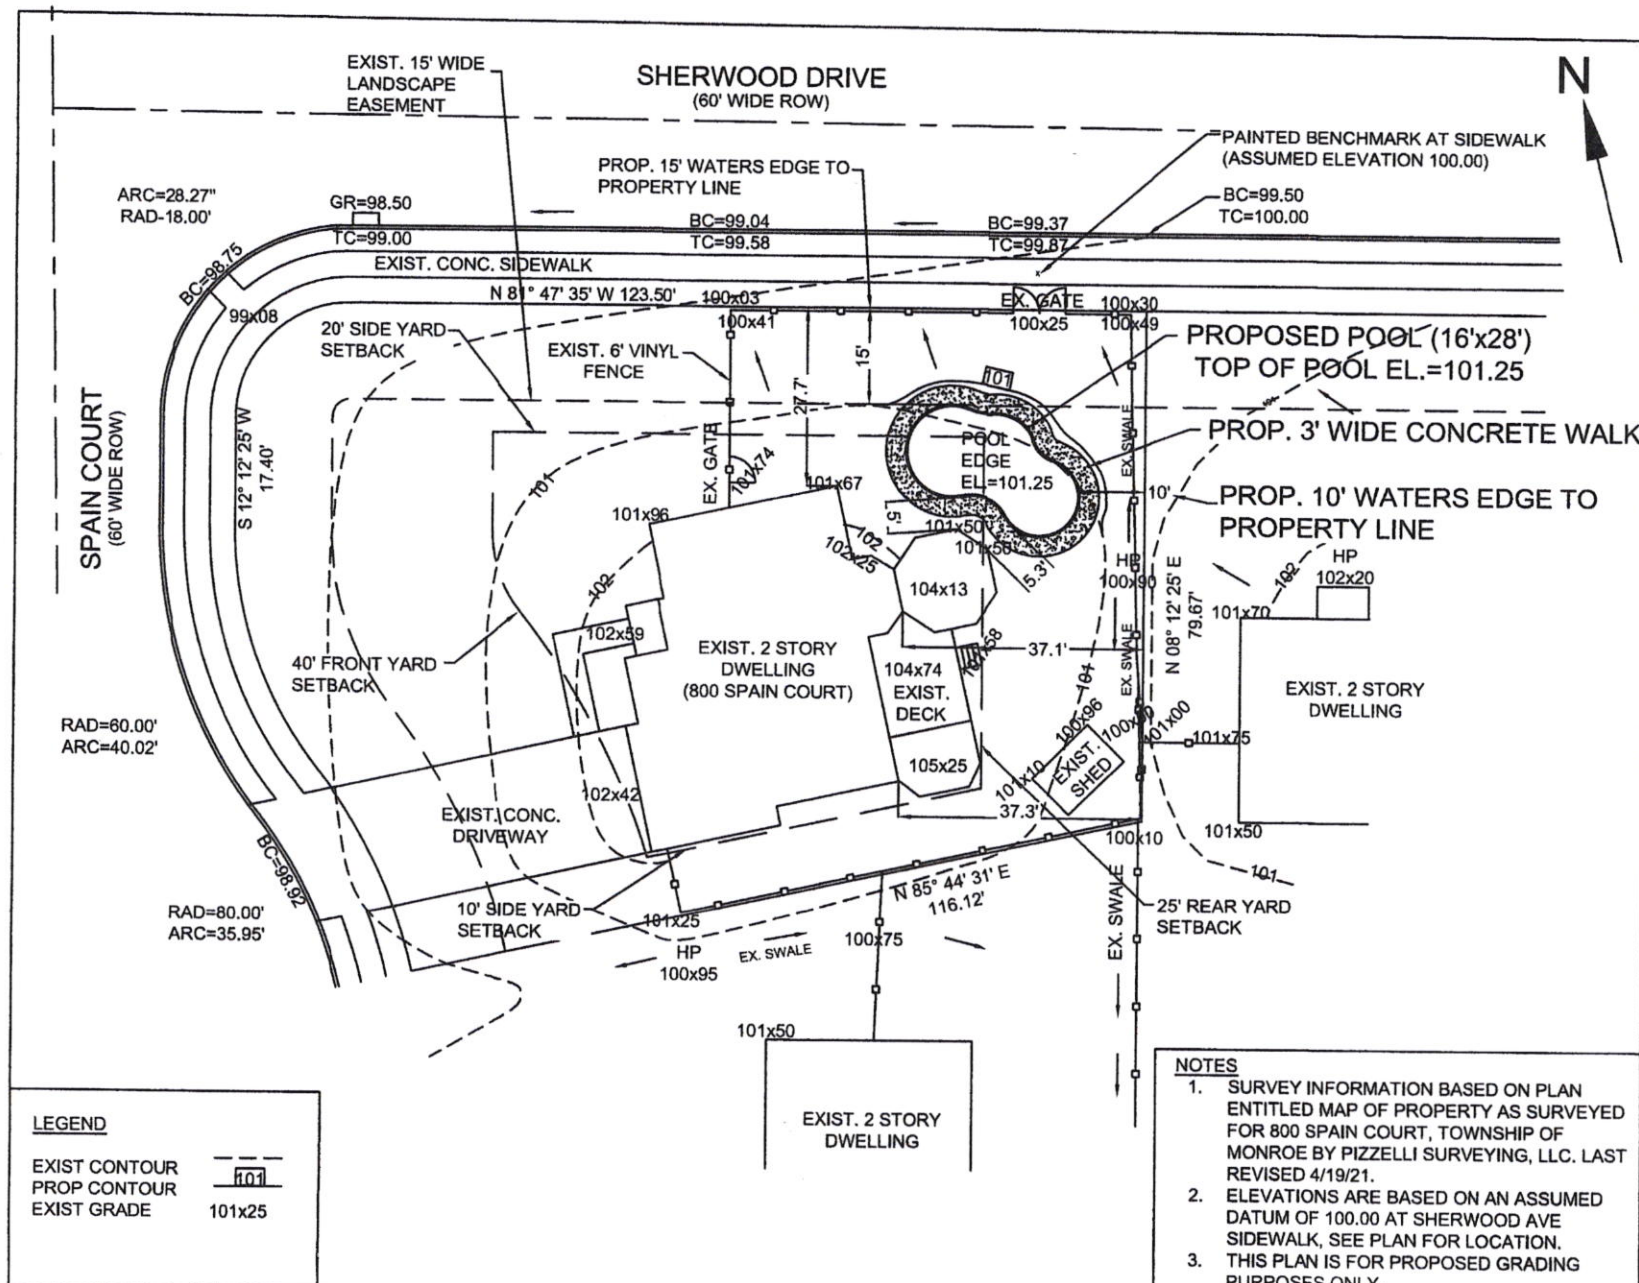 EXIST. 15' WIDE
LANDSCAPE
EASEMENT
SHERWOOD DRIVE
(60' WIDE ROW)
N
PAINTED BENCHMARK AT SIDEWALK
(ASSUMED ELEVATION 100.00)
PROP. 15' WATERS EDGE TO
PROPERTY LINE
ARC=28.27"
RAD-18.00'
GR=98.50
TC=99.00
BC=99.04
TC=99.58
BC=99.37
TC=99.87
BC=99.50
TC=100.00
BC=98.75
EXIST. CONC. SIDEWALK
N 81° 47' 35' W 123.50'
99x08
100x03
100x41
EX. GATE
100x25
100x30
100x49
20' SIDE YARD
SETBACK
EXIST. 6' VINYL
FENCE
15'
27.7'
101
PROPOSED POOL (16'x28')
TOP OF POOL EL.=101.25
SPAIN COURT
(60' WIDE ROW)
S 12° 12' 25' W
17.40'
EX. GATE
101x74
101
101x67
101x96
POOL
EDGE
EL=101.25
EX. SWALE
PROP. 3' WIDE CONCRETE WALK
10'
PROP. 10' WATERS EDGE TO
PROPERTY LINE
5'
101x50
101x50
5.3'
102
102x25
104x13
HP
100x90
N 08° 12' 25' E
79.67'
102
HP
102x20
101x70
102
102x59
EXIST. 2 STORY
DWELLING
(800 SPAIN COURT)
104x74
EXIST.
DECK
37.1'
EX. SWALE
101
40' FRONT YARD
SETBACK
EXIST. 2 STORY
DWELLING
RAD=60.00'
ARC=40.02'
100x96
101x00
101x75
105x25
101x10
EXIST.
SHED
37.3'
102x42
EXIST. CONC.
DRIVEWAY
100x10
101x50
101
BC=98.92
N 85° 44' 31' E
116.12'
EX. SWALE
RAD=80.00'
ARC=35.95'
10' SIDE YARD
SETBACK
101x25
HP
100x95
EX. SWALE
100x75
25' REAR YARD
SETBACK
101x50
EXIST. 2 STORY
DWELLING
LEGEND
EXIST CONTOUR
PROP CONTOUR 101
EXIST GRADE 101x25
NOTES
1. SURVEY INFORMATION BASED ON PLAN
ENTITLED MAP OF PROPERTY AS SURVEYED
FOR 800 SPAIN COURT, TOWNSHIP OF
MONROE BY PIZZELLI SURVEYING, LLC. LAST
REVISED 4/19/21.
2. ELEVATIONS ARE BASED ON AN ASSUMED
DATUM OF 100.00 AT SHERWOOD AVE
SIDEWALK, SEE PLAN FOR LOCATION.
3. THIS PLAN IS FOR PROPOSED GRADING
PURPOSES ONLY